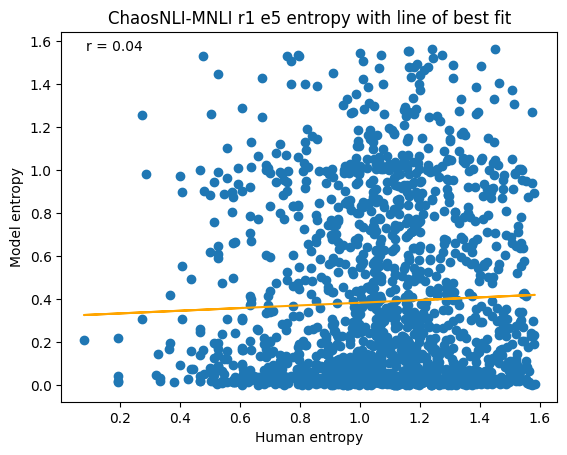 ChaosNLI-MNLI r1 e5 entropy with line of best fit
r = 0.04
Model entropy
1.6
1.4
1.2
1.0
0.8
0.6
0.4
0.2
0.0
0.2 0.4 0.6 0.8 1.0 1.2 1.4 1.6
Human entropy